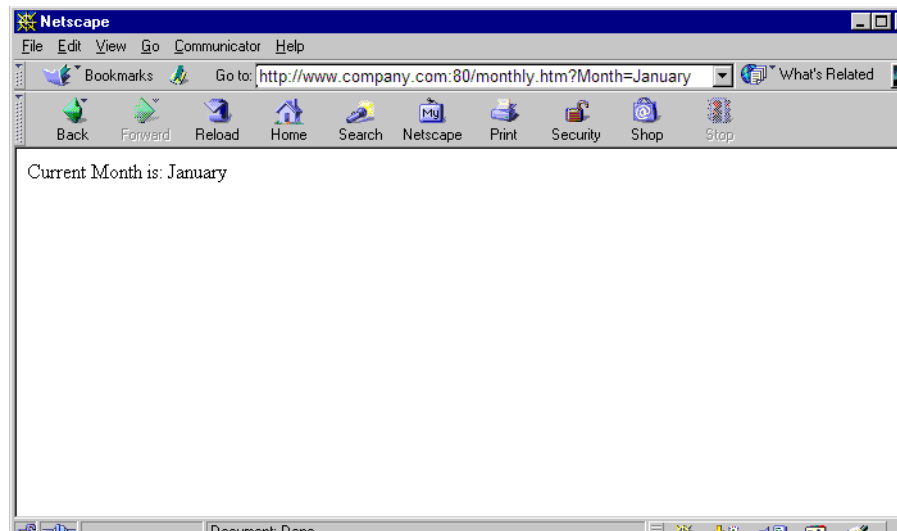 Netscape
File Edit View Go Communicator Help
Bookmarks Go to: http://www.company.com:80/monthly.htm?Month=January What's Related
Back Forward Reload Home Search Netscape Print Security Shop Stop
My
Current Month is: January
Document: Done